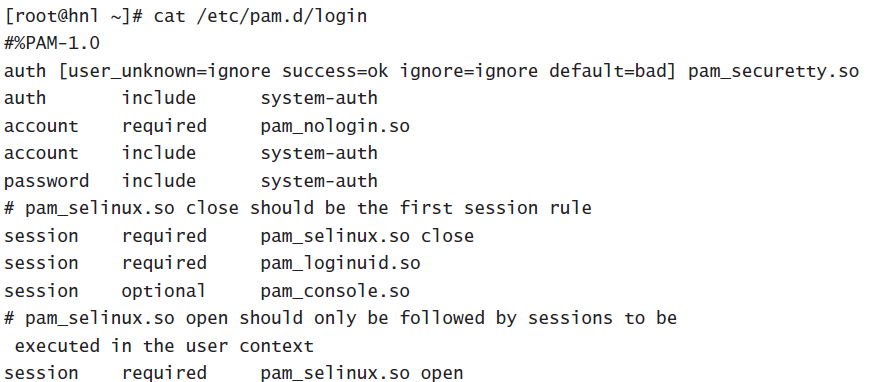 [root@hnl ~]# cat /etc/pam.d/login
#%PAM-1.0
auth [user_unknown=ignore success=ok ignore=ignore default=bad] pam_securetty.so
auth       include      system-auth
account    required     pam_nologin.so
account    include      system-auth
password   include      system-auth
# pam_selinux.so close should be the first session rule
session    required     pam_selinux.so close
session    required     pam_loginuid.so
session    optional     pam_console.so
# pam_selinux.so open should only be followed by sessions to be
 executed in the user context
session    required     pam_selinux.so open